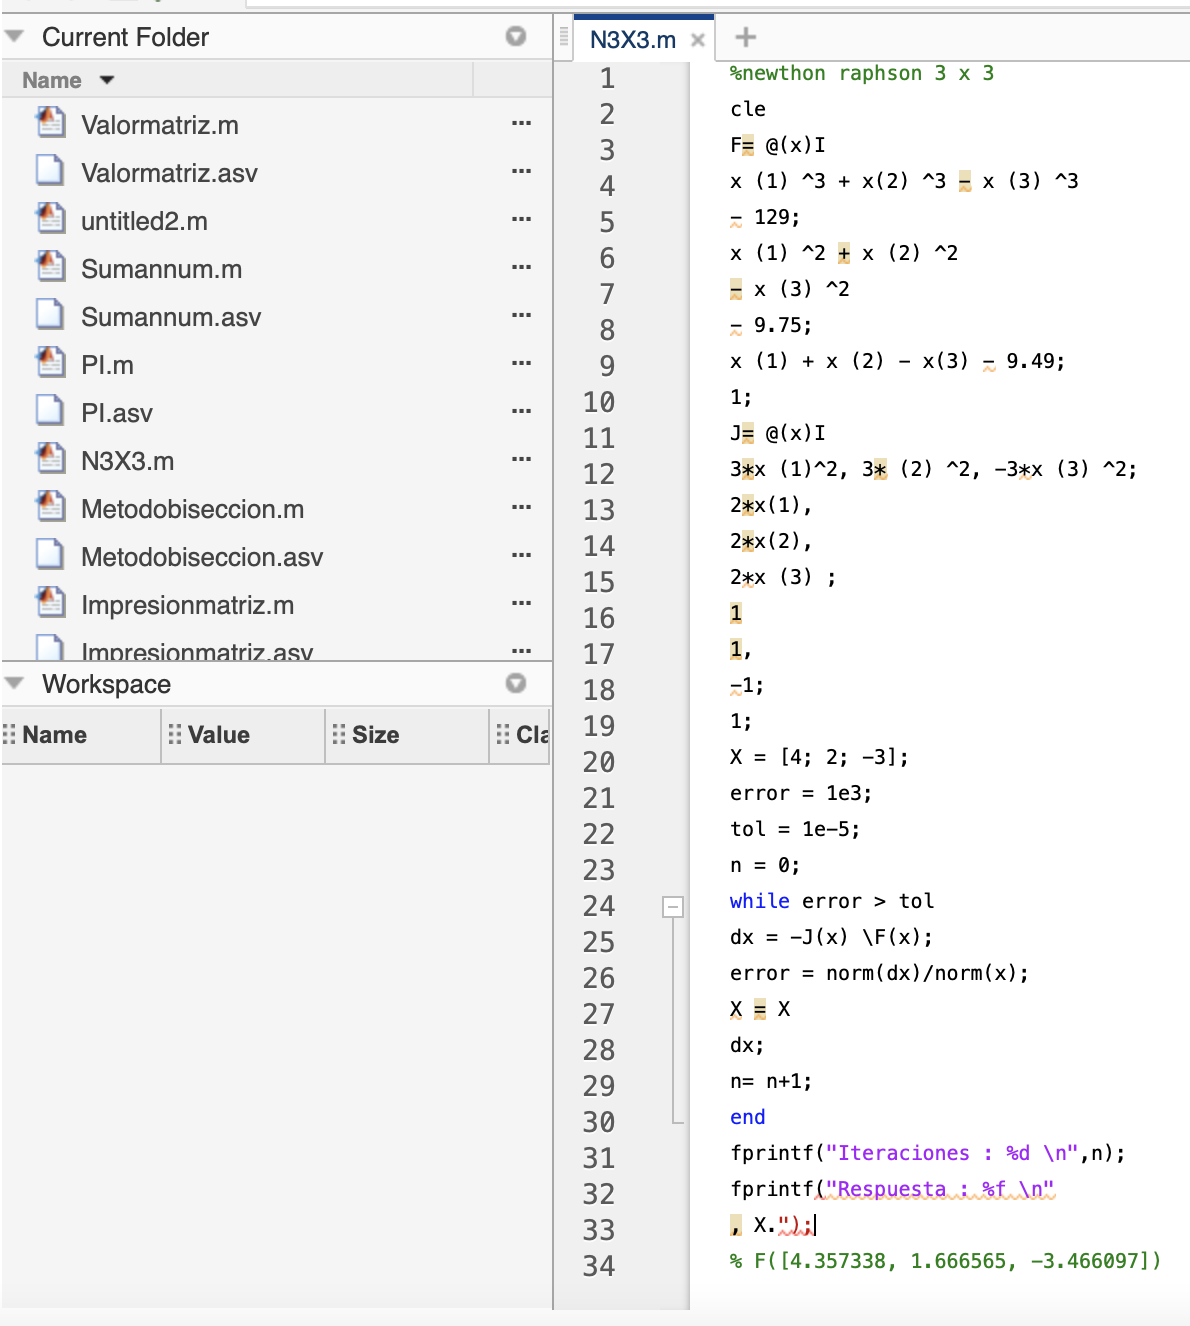 Current Folder
Name
Valormatriz.m
Valormatriz.asv
untitled2.m
Sumannum.m
Sumannum.asv
PI.m
PI.asv
N3X3.m
Metodobiseccion.m
Metodobiseccion.asv
Impresionmatriz.m
Impresionmatriz.asv
Workspace
Name Value Size Cla
N3X3.m
1 %newthon raphson 3 x 3
2 cle
3 F= @(x)I
4 x (1) ^3 + x(2) ^3 - x (3) ^3
5 - 129;
6 x (1) ^2 + x (2) ^2
7 - x (3) ^2
8 - 9.75;
9 x (1) + x (2) - x(3) - 9.49;
10 1;
11 J= @(x)I
12 3*x (1)^2, 3* (2) ^2, -3*x (3) ^2;
13 2*x(1),
14 2*x(2),
15 2*x (3) ;
16 1
17 1,
18 -1;
19 1;
20 X = [4; 2; -3];
21 error = 1e3;
22 tol = 1e-5;
23 n = 0;
24 while error > tol
25 dx = -J(x) \F(x);
26 error = norm(dx)/norm(x);
27 X = X
28 dx;
29 n= n+1;
30 end
31 fprintf("Iteraciones : %d \n",n);
32 fprintf("Respuesta : %f \n"
33 , X.");
34 % F([4.357338, 1.666565, -3.466097])